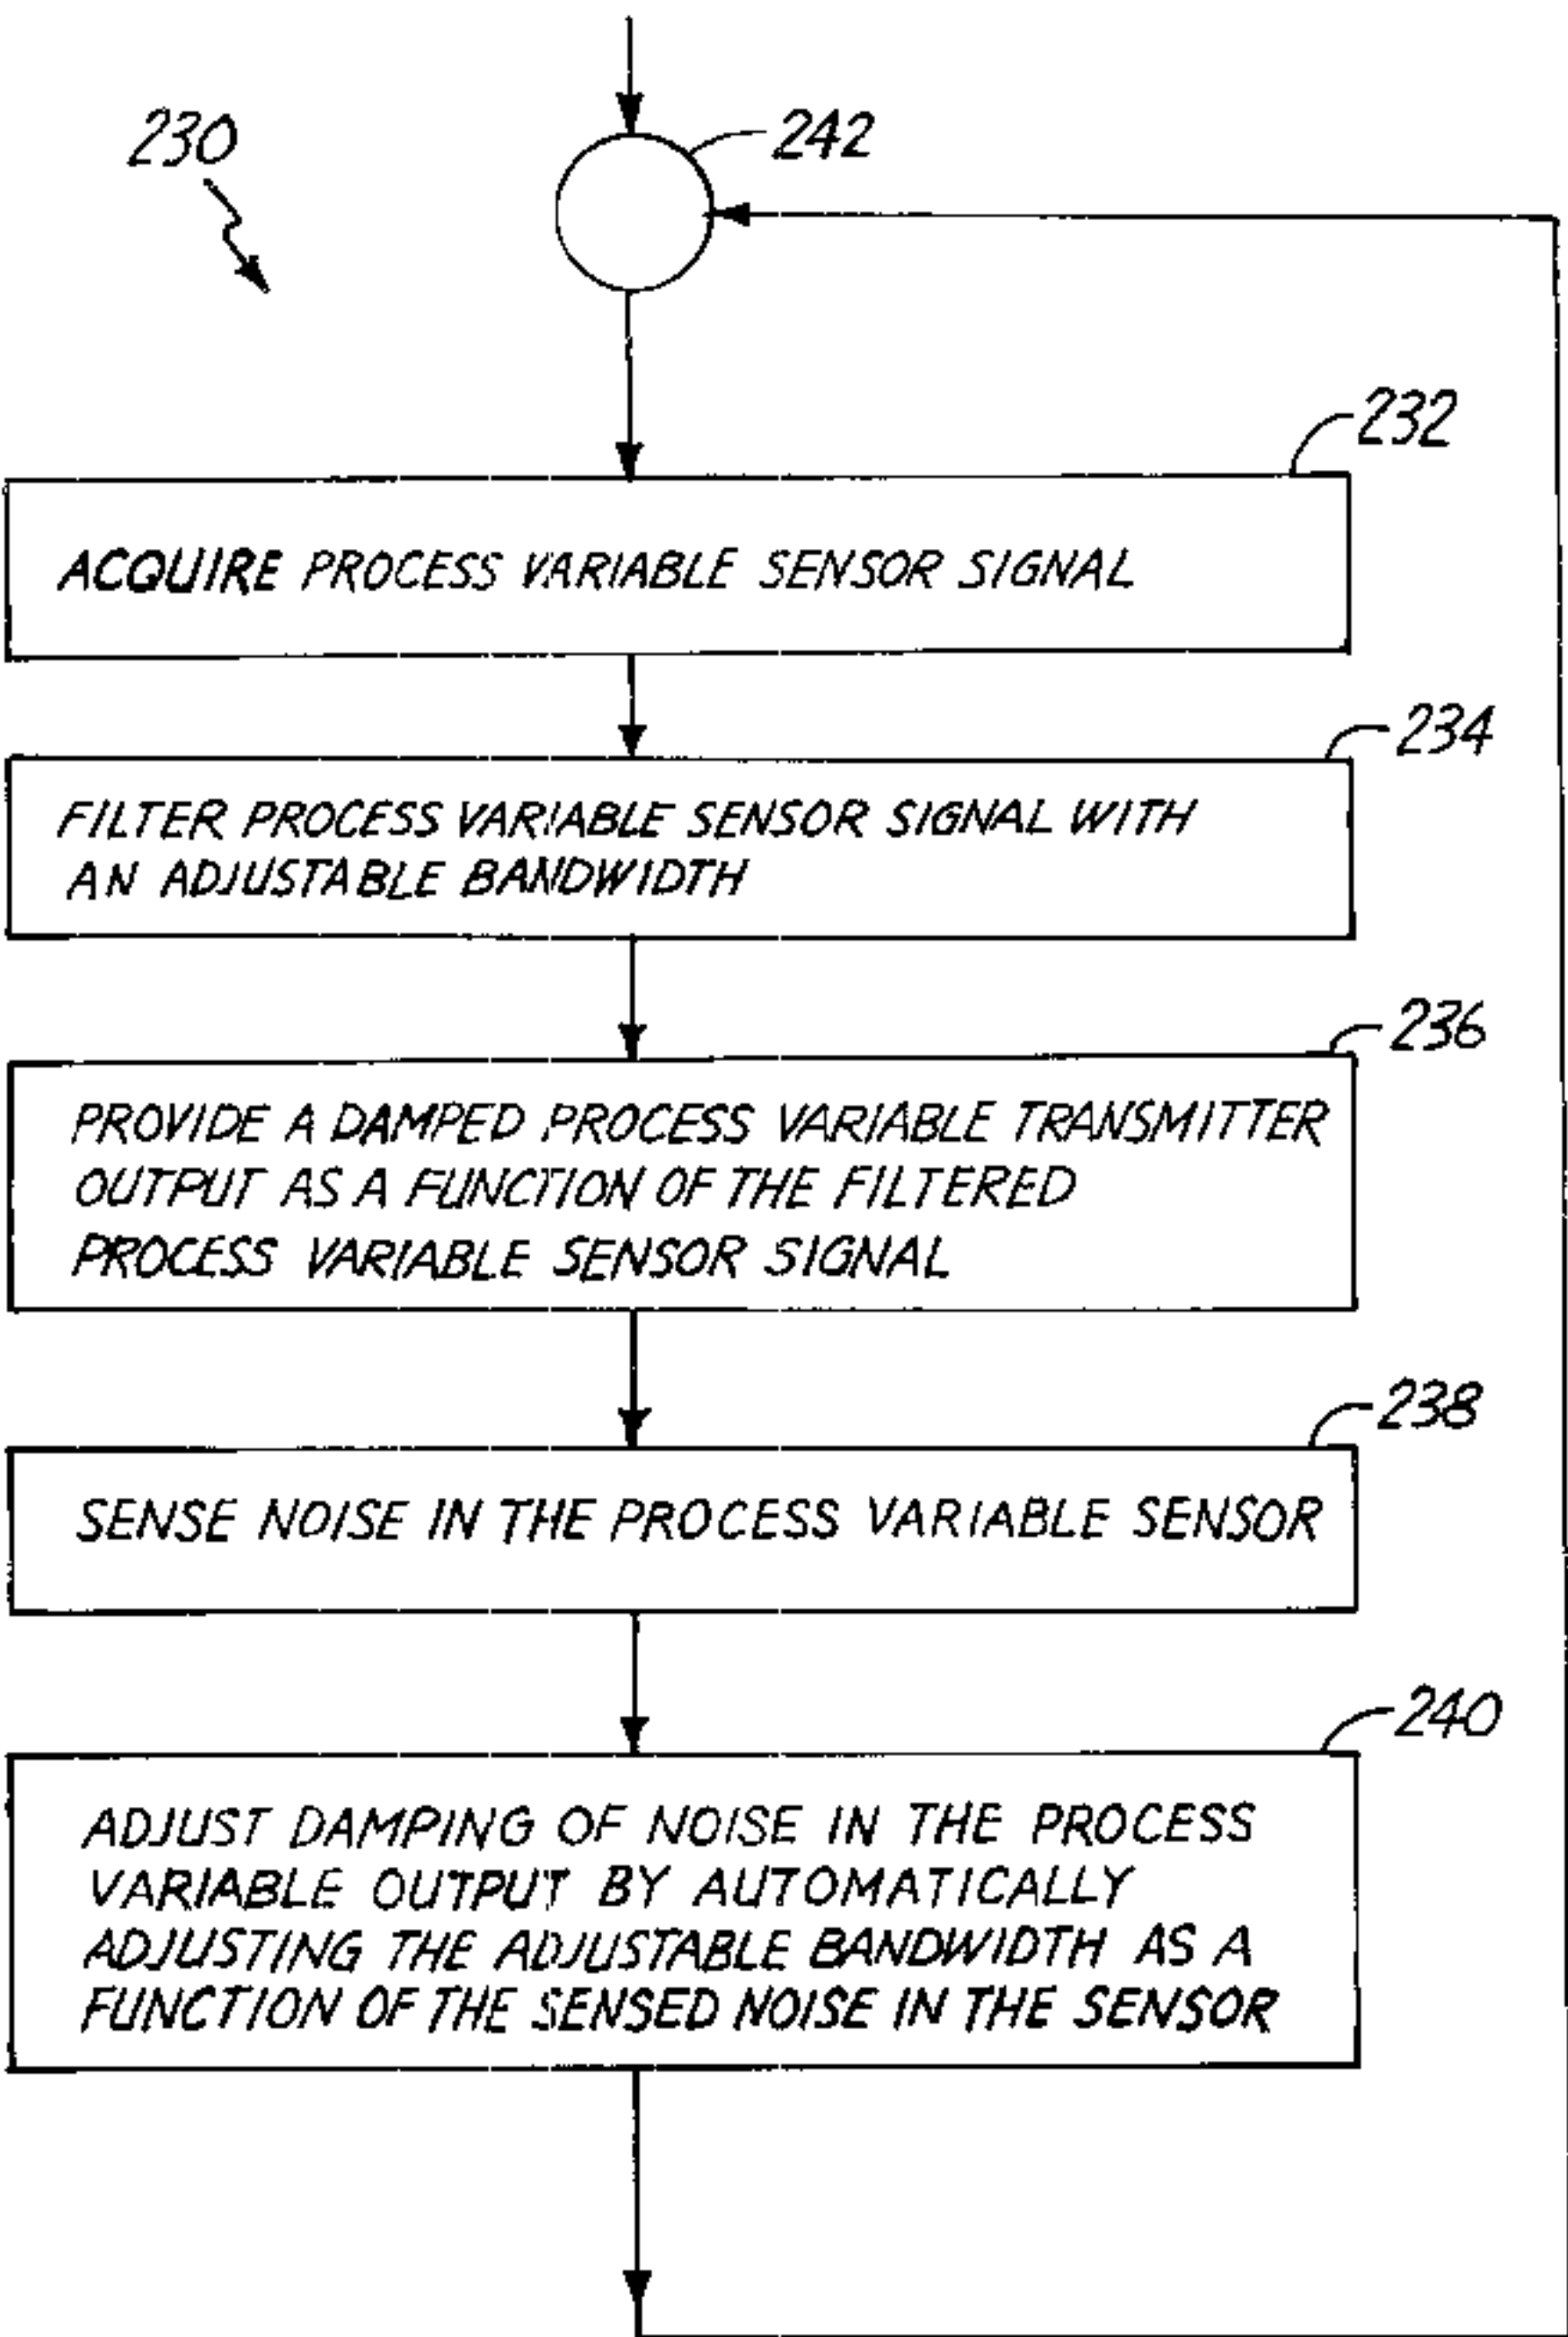 230
242
232
ACQUIRE PROCESS VARIABLE SENSOR SIGNAL
234
FILTER PROCESS VARIABLE SENSOR SIGNAL WITH
AN ADJUSTABLE BANDWIDTH
236
PROVIDE A DAMPED PROCESS VARIABLE TRANSMITTER
OUTPUT AS A FUNCTION OF THE FILTERED
PROCESS VARIABLE SENSOR SIGNAL
238
SENSE NOISE IN THE PROCESS VARIABLE SENSOR
240
ADJUST DAMPING OF NOISE IN THE PROCESS
VARIABLE OUTPUT BY AUTOMATICALLY
ADJUSTING THE ADJUSTABLE BANDWIDTH AS A
FUNCTION OF THE SENSED NOISE IN THE SENSOR